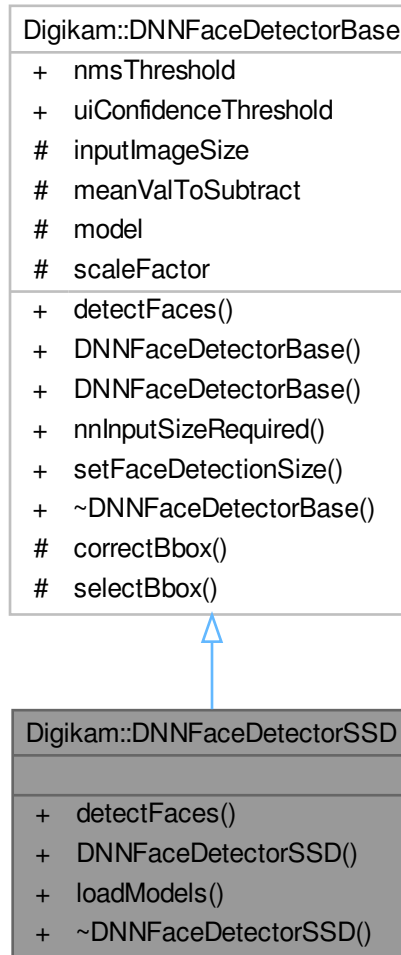 Digikam::DNNFaceDetectorBase
+ nmsThreshold
+ uiConfidenceThreshold
# inputImageSize
# meanValToSubtract
# model
# scaleFactor
+ detectFaces()
+ DNNFaceDetectorBase()
+ DNNFaceDetectorBase()
+ nnInputSizeRequired()
+ setFaceDetectionSize()
+ ~DNNFaceDetectorBase()
# correctBbox()
# selectBbox()
Digikam::DNNFaceDetectorSSD
+ detectFaces()
+ DNNFaceDetectorSSD()
+ loadModels()
+ ~DNNFaceDetectorSSD()